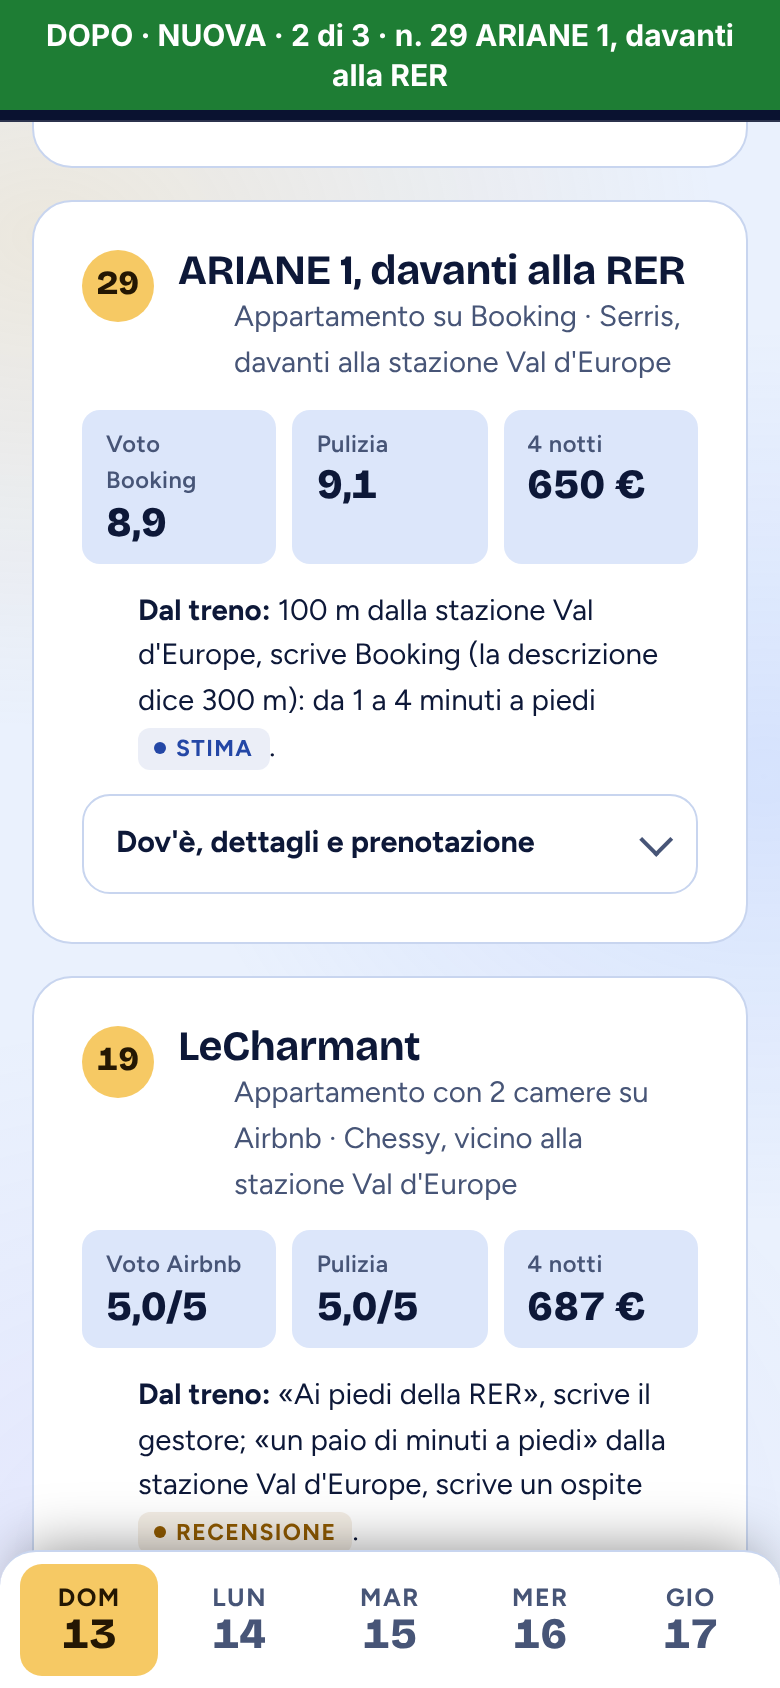 DOPO · NUOVA · 2 di 3 · n. 29 ARIANE 1, davanti
alla RER
29
ARIANE 1, davanti alla RER
Appartamento su Booking · Serris,
davanti alla stazione Val d'Europe
Voto
Booking
8,9
Pulizia
9,1
4 notti
650 €
Dal treno: 100 m dalla stazione Val
d'Europe, scrive Booking (la descrizione
dice 300 m): da 1 a 4 minuti a piedi
● STIMA .
Dov'è, dettagli e prenotazione
19
LeCharmant
Appartamento con 2 camere su
Airbnb · Chessy, vicino alla
stazione Val d'Europe
Voto Airbnb
5,0/5
Pulizia
5,0/5
4 notti
687 €
Dal treno: «Ai piedi della RER», scrive il
gestore; «un paio di minuti a piedi» dalla
stazione Val d'Europe, scrive un ospite
● RECENSIONE .
DOM
13
LUN
14
MAR
15
MER
16
GIO
17